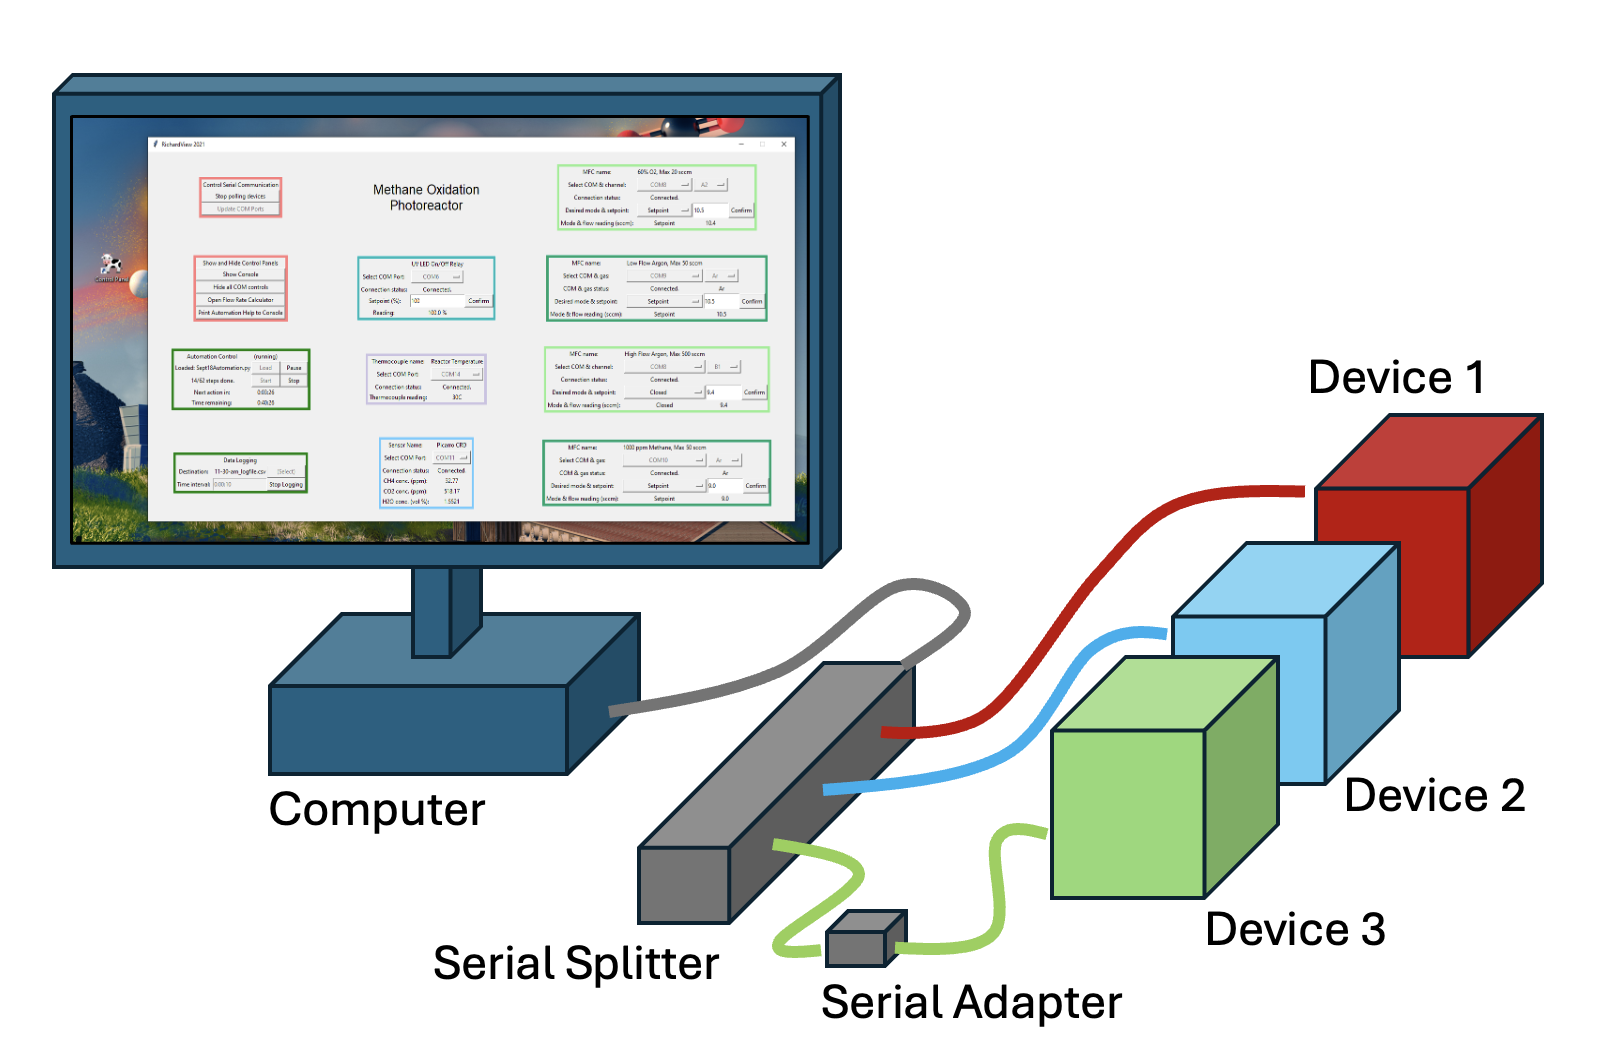 RichardView 2021
Control Serial Communication
Stop polling devices
Update COM Ports
Show and Hide Control Panels
Show Console
Hide all COM controls
Open Flow Rate Calculator
Print Automation Help to Console
Automation Control (running)
Loaded: Sept18Automation.py Load Pause
14/62 steps done. Start Stop
Next action in: 0:03:26
Time remaining:
Data Logging
Destination: 11-30-am_logfile.csv (Select)
Time interval: 0:00:10 Stop Logging
Methane Oxidation
Photoreactor
UV LED On/Off Relay
Select COM Port: COM6
Connection status: Connected.
Setpoint (%): 100 Confirm
Reading: 100.0 %
Thermocouple name: Reactor Temperature
Select COM Port: COM14
Connection status: Connected.
Thermocouple reading: 30C
Sensor Name: Picarro CRD
Select COM Port: COM11
Connection status: Connected.
CH4 conc. (ppm): 32.77
CO2 conc. (ppm): 513.17
H2O conc. (vol %): 1.5521
MFC name: 60% O2, Max 20 sccm
Select COM & channel: COM8 A2
Connection status: Connected.
Desired mode & setpoint: Setpoint 10.5 Confirm
Mode & flow reading (sccm): Setpoint 10.4
MFC name: Low Flow Argon, Max 50 sccm
Select COM & gas: COM9 Ar
COM & gas status: Connected. Ar
Desired mode & setpoint: Setpoint 10.5 Confirm
Mode & flow reading (sccm): Setpoint 10.5
MFC name: High Flow Argon, Max 500 sccm
Select COM & channel: COM8 B1
Connection status: Connected.
Desired mode & setpoint: Closed 9.4 Confirm
Mode & flow reading (sccm): Closed 9.4
MFC name: 1000 ppm Methane, Max 50 sccm
Select COM & gas: COM10 Ar
COM & gas status: Connected. Ar
Desired mode & setpoint: Setpoint 9.0 Confirm
Mode & flow reading (sccm): Setpoint 9.0
Device 1
Device 2
Device 3
Computer
Serial Splitter
Serial Adapter